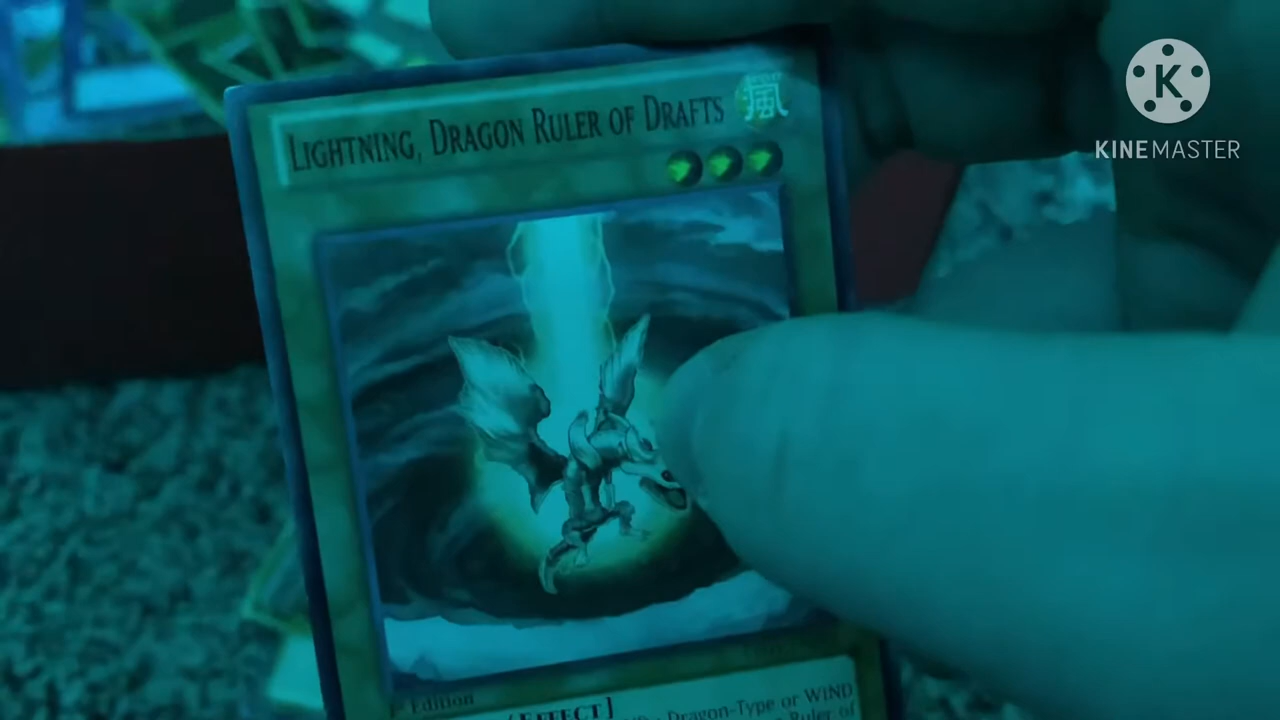 LIGHTNING, DRAGON RULER OF DRAFTS 風
K
KINEMASTER
Edition
EFFECT]
Dragon-Type or WIND
Ruler of